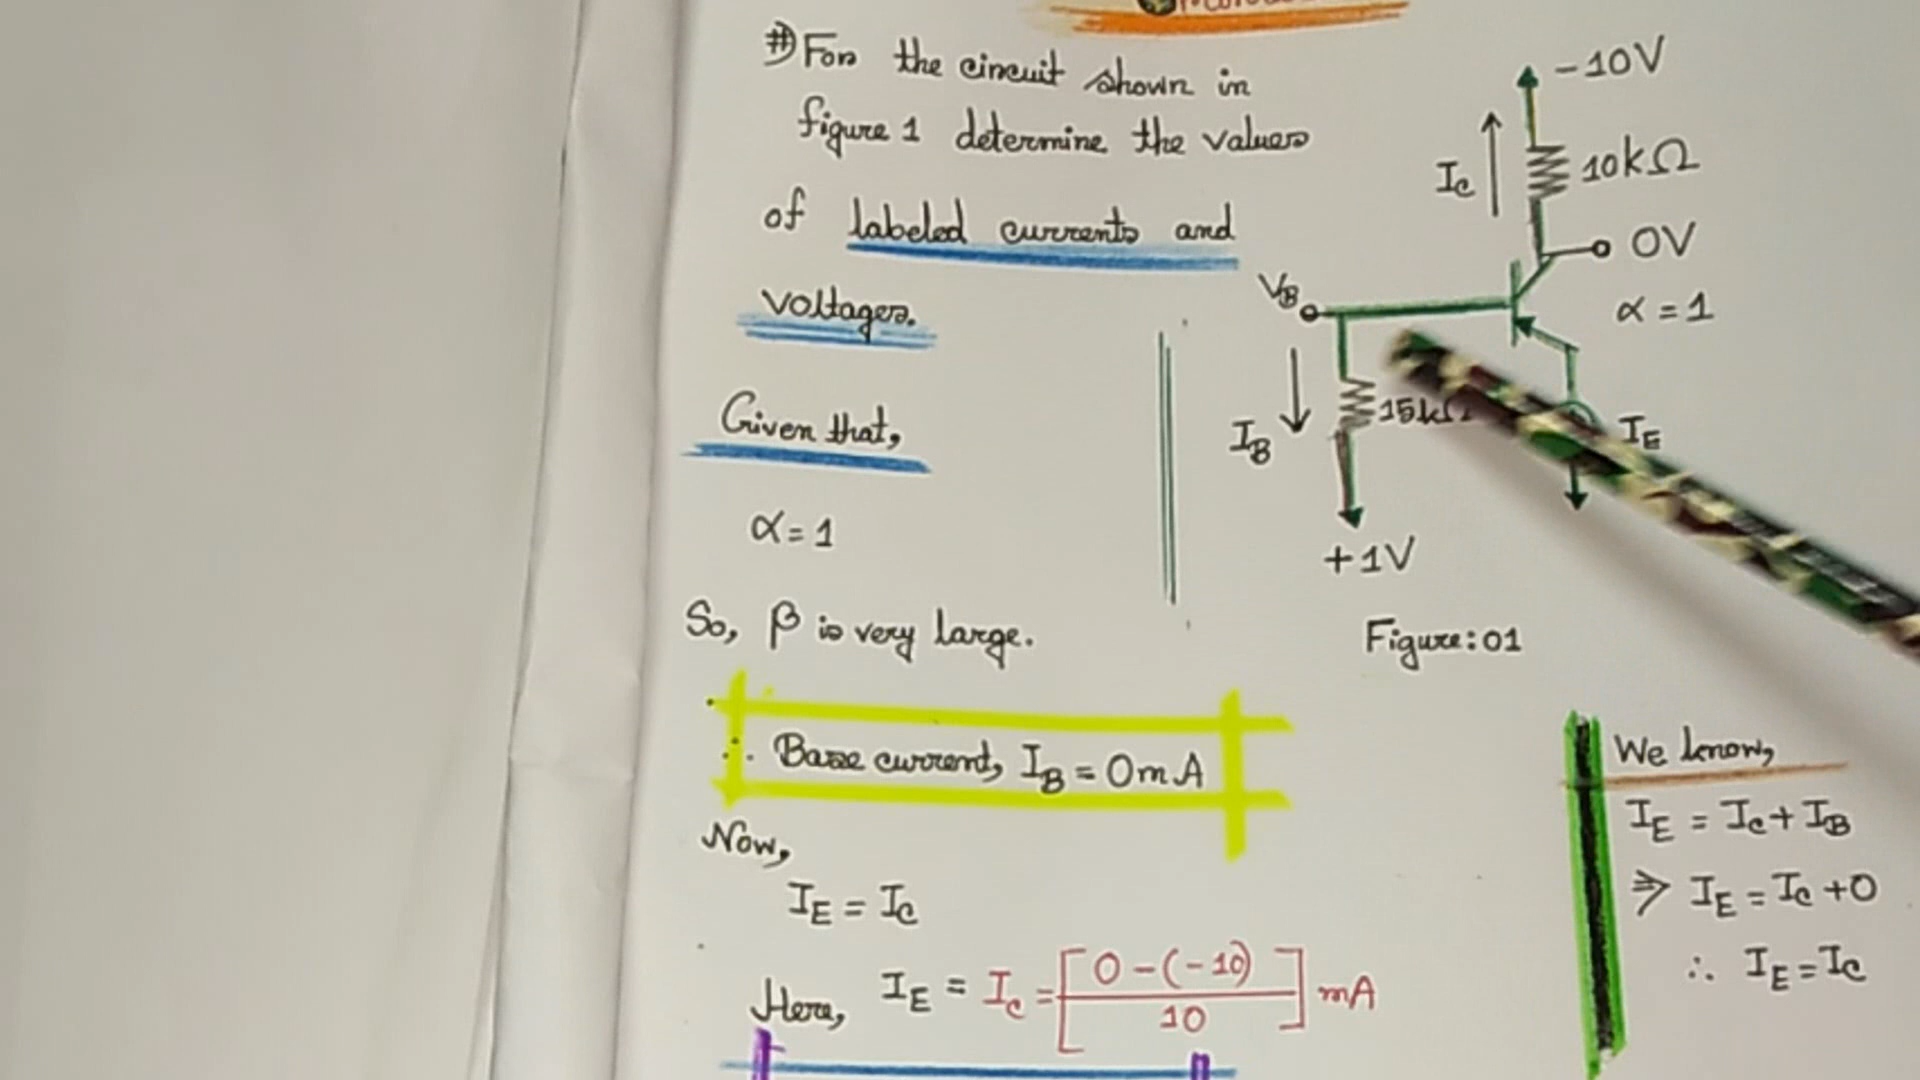 #) For the circuit shown in
figure 1 determine the values
of labeled currents and
voltages.
Given that,
α = 1
So, β is very large.
∴ Base current, I_B = 0mA
Now,
I_E = I_C
Here, I_E = I_C = [0-(-10)/10] mA
-10V
I_C
10kΩ
0V
V_B
α = 1
15kΩ
I_B
I_E
+1V
Figure: 01
We know,
I_E = I_C + I_B
⇒ I_E = I_C + 0
∴ I_E = I_C